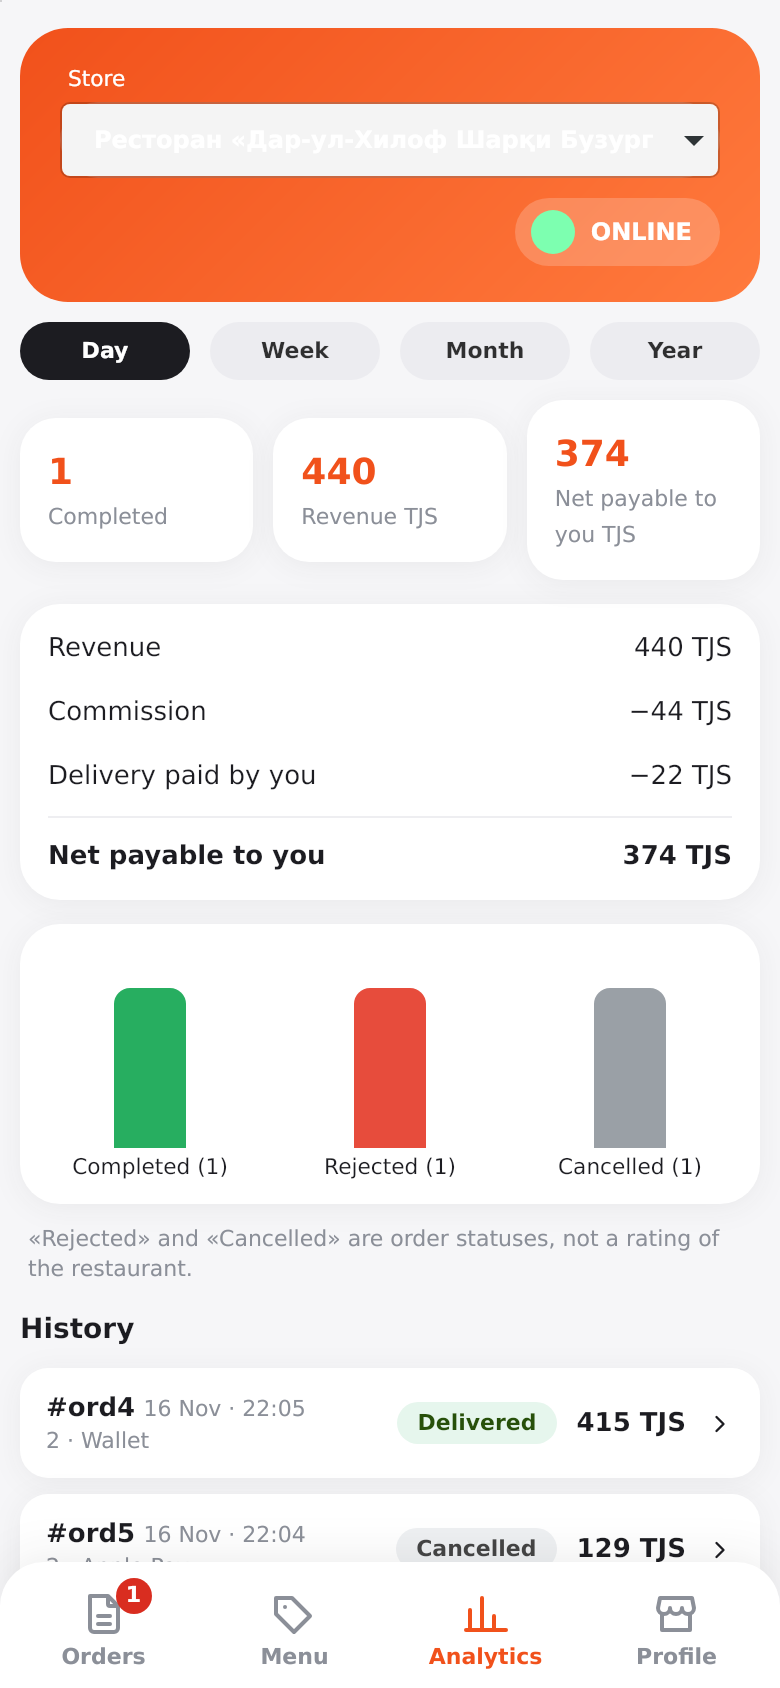 Store
Ресторан «Дар-ул-Хилоф Шарқи Бузург
ONLINE
Day
Week
Month
Year
1
Completed
440
Revenue TJS
374
Net payable to
you TJS
Revenue 440 TJS
Commission −44 TJS
Delivery paid by you −22 TJS
Net payable to you 374 TJS
Completed (1)
Rejected (1)
Cancelled (1)
«Rejected» and «Cancelled» are order statuses, not a rating of
the restaurant.
History
#ord4 16 Nov · 22:05
2 · Wallet
Delivered
415 TJS
#ord5 16 Nov · 22:04
Cancelled
129 TJS
1
Orders
Menu
Analytics
Profile